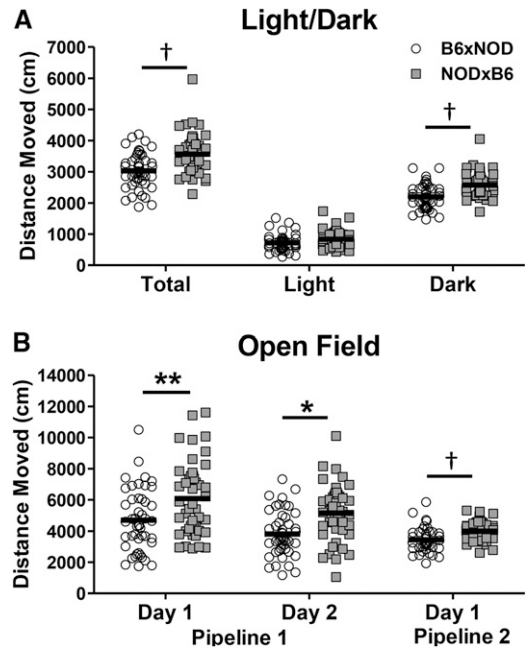 A
Light/Dark
B6xNOD
NODxB6
Distance Moved (cm)
7000
6000
5000
4000
3000
2000
1000
0
†
†
Total Light Dark
B
Open Field
Distance Moved (cm)
14000
12000
10000
8000
6000
4000
2000
0
**
*
†
Day 1 Day 2 Day 1
Pipeline 1 Pipeline 2